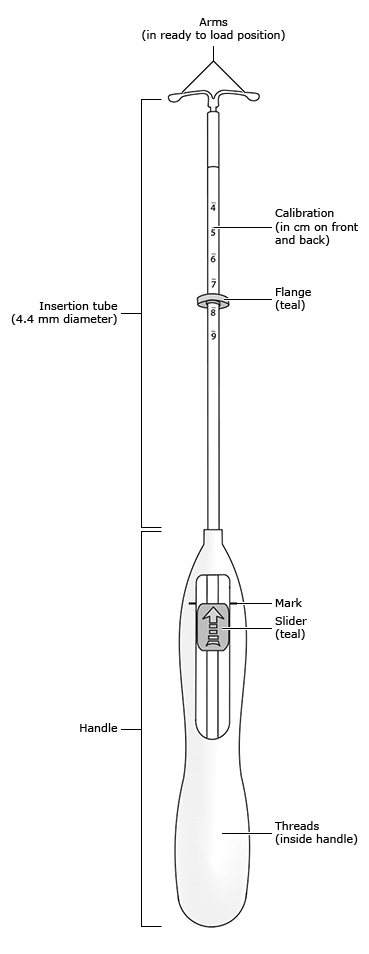 Arms
(in ready to load position)
4
5
Calibration
(in cm on front
and back)
6
7
Flange
(teal)
Insertion tube
(4.4 mm diameter)
8
9
Mark
Slider
(teal)
Handle
Threads
(inside handle)